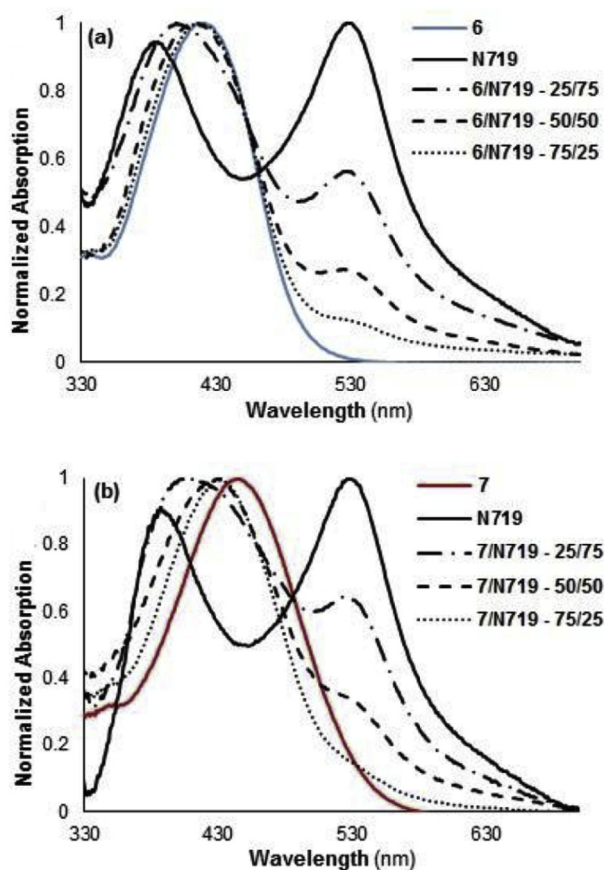 (a)
6
N719
6/N719 - 25/75
6/N719 - 50/50
6/N719 - 75/25
Normalized Absorption
1
0.8
0.6
0.4
0.2
0
330 430 530 630
Wavelength (nm)
(b)
7
N719
7/N719 - 25/75
7/N719 - 50/50
7/N719 - 75/25
Normalized Absorption
1
0.8
0.6
0.4
0.2
0
330 430 530 630
Wavelength (nm)